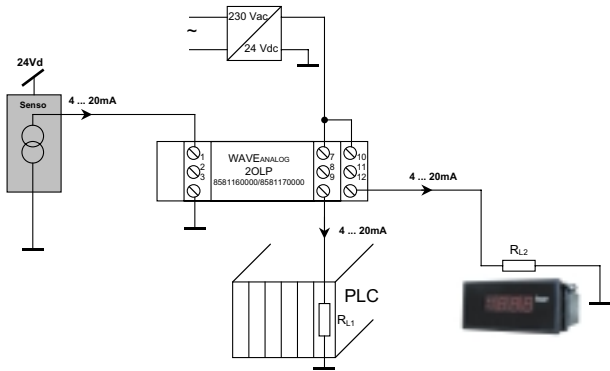 230 Vac
24 Vdc
~
24Vd
Senso
4 ... 20mA
1
2
3
WAVEANALOG
2OLP
8581160000/8581170000
7
8
9
10
11
12
4 ... 20mA
4 ... 20mA
RL2
PLC
RL1